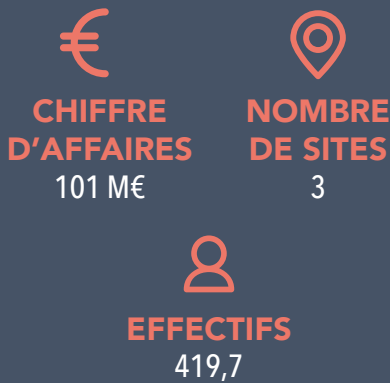 CHIFFRE
D'AFFAIRES
101 M€
NOMBRE
DE SITES
3
EFFECTIFS
419,7